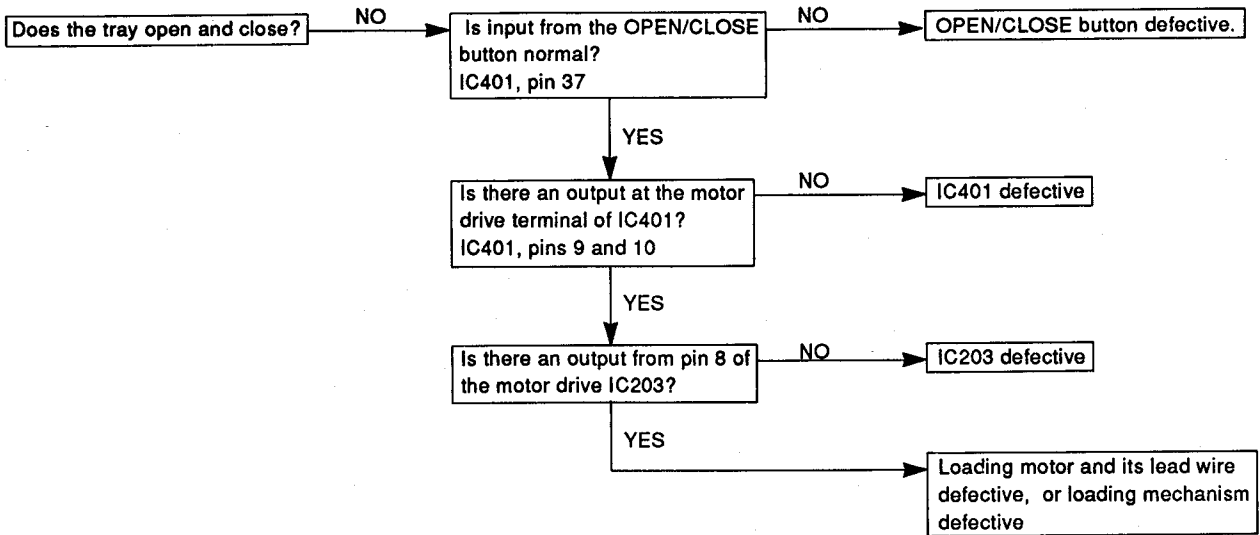 Does the tray open and close?
NO
Is input from the OPEN/CLOSE
button normal?
IC401, pin 37
NO
OPEN/CLOSE button defective.
YES
Is there an output at the motor
drive terminal of IC401?
IC401, pins 9 and 10
NO
IC401 defective
YES
Is there an output from pin 8 of
the motor drive IC203?
NO
IC203 defective
YES
Loading motor and its lead wire
defective, or loading mechanism
defective